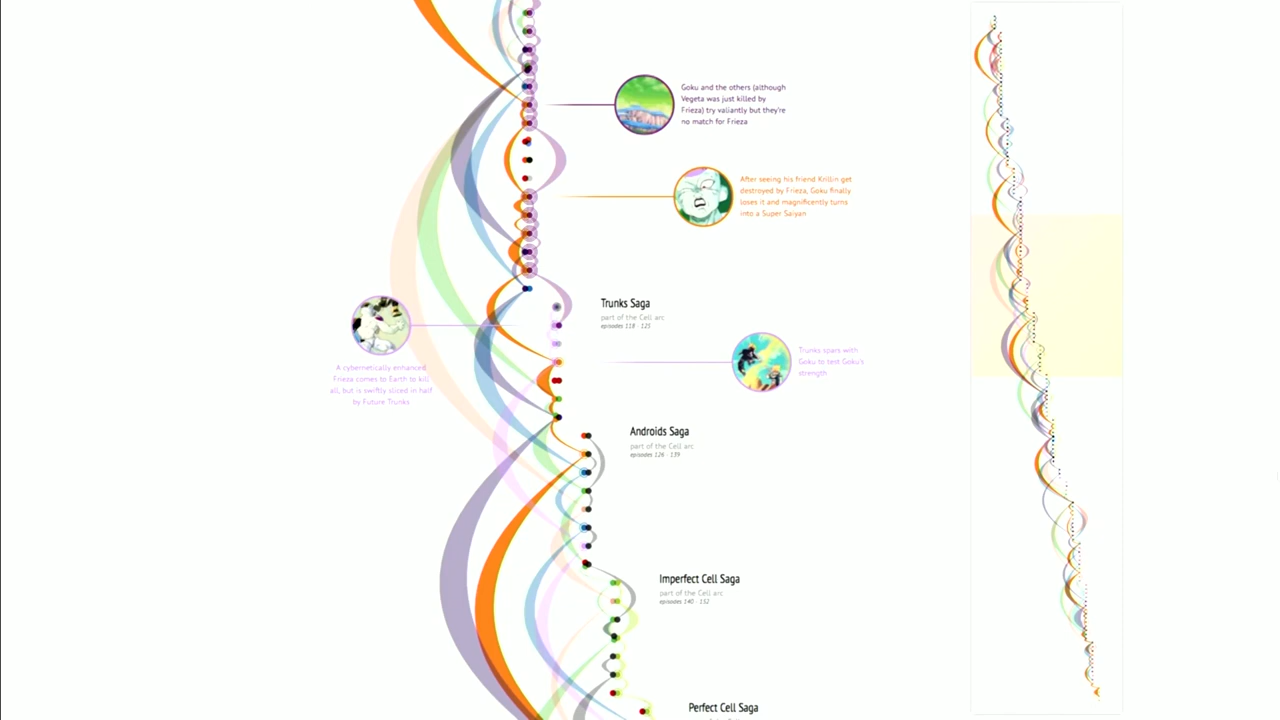 Goku and the others (although
Vegeta was just killed by
Frieza) try valiantly but they're
no match for Frieza
After seeing his friend Krillin get
destroyed by Frieza, Goku finally
loses it and magnificently turns
into a Super Saiyan
Trunks Saga
part of the Cell arc
episodes 118 - 125
A cybernetically enhanced
Frieza comes to Earth to kill
all, but is swiftly sliced in half
by Future Trunks
Trunks spars with
Goku to test Goku's
strength
Androids Saga
part of the Cell arc
episodes 126 - 139
Imperfect Cell Saga
part of the Cell arc
episodes 140 - 152
Perfect Cell Saga